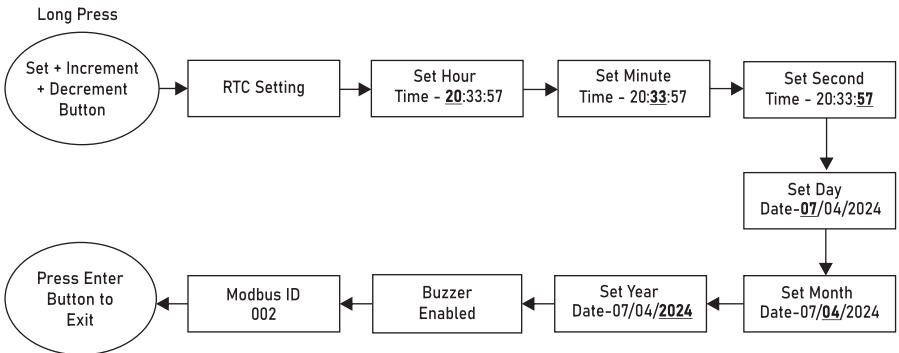 Long Press
Set + Increment
+ Decrement
Button
RTC Setting
Set Hour
Time - 20:33:57
Set Minute
Time - 20:33:57
Set Second
Time - 20:33:57
Set Day
Date-07/04/2024
Set Month
Date-07/04/2024
Set Year
Date-07/04/2024
Buzzer
Enabled
Modbus ID
002
Press Enter
Button to
Exit